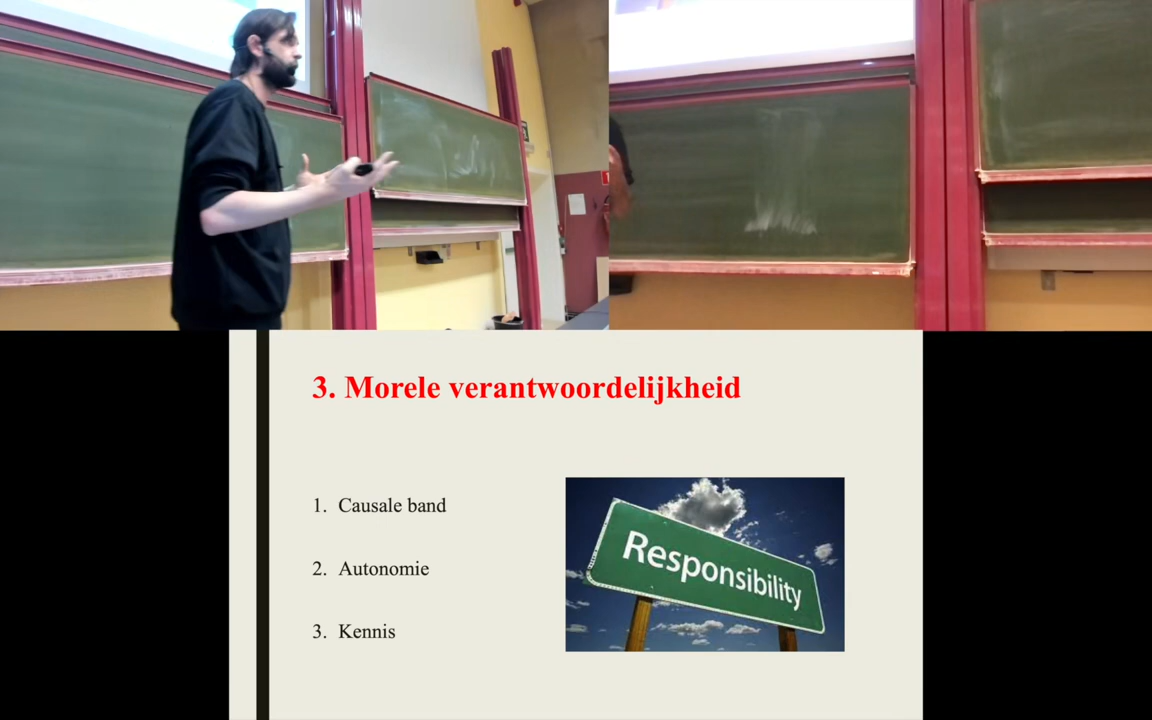 3. Morele verantwoordelijkheid
1. Causale band
2. Autonomie
3. Kennis
Responsibility